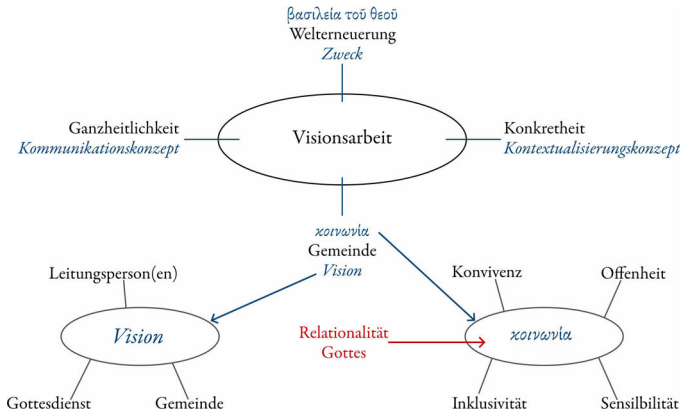 βασιλεία τοῦ θεοῦ
Welterneuerung
Zweck
Ganzheitlichkeit
Kommunikationskonzept
Visionsarbeit
Konkretheit
Kontextualisierungskonzept
κοινωνία
Gemeinde
Vision
Leitungsperson(en)
Vision
Gottesdienst
Gemeinde
Relationalität
Gottes
Konvivenz
Offenheit
κοινωνία
Inklusivität
Sensilbilität